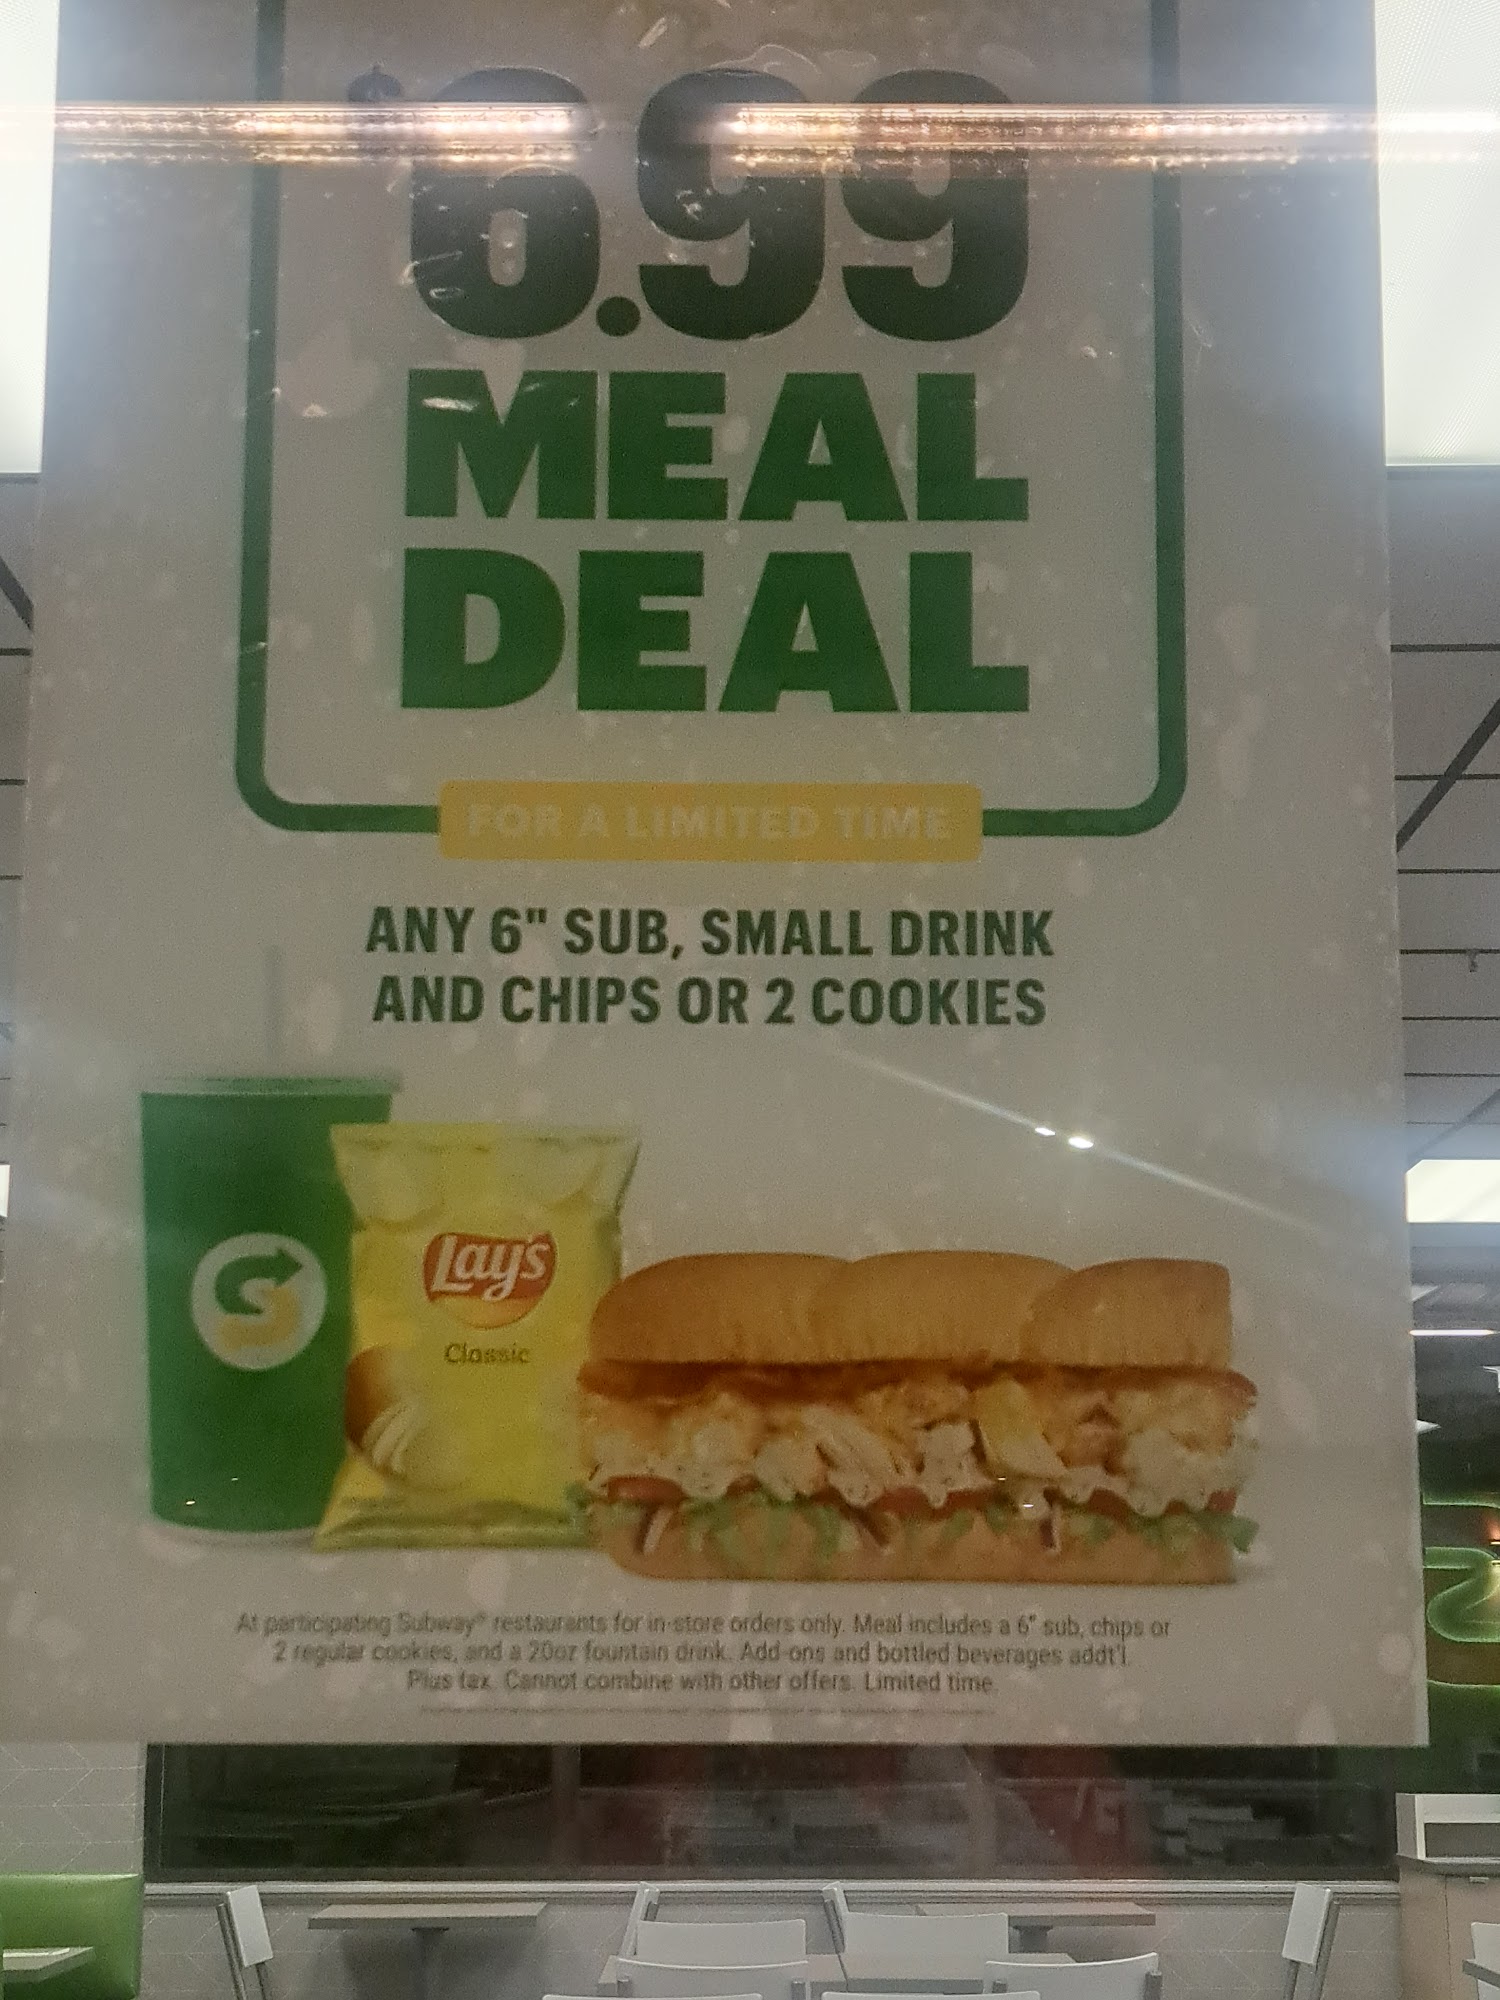 $6.99
MEAL
DEAL
FOR A LIMITED TIME
ANY 6" SUB, SMALL DRINK
AND CHIPS OR 2 COOKIES
Lay's
Classic
At participating Subway® restaurants for in-store orders only. Meal includes a 6" sub, chips or
2 regular cookies, and a 20oz fountain drink. Add-ons and bottled beverages addt'l.
Plus tax. Cannot combine with other offers. Limited time.